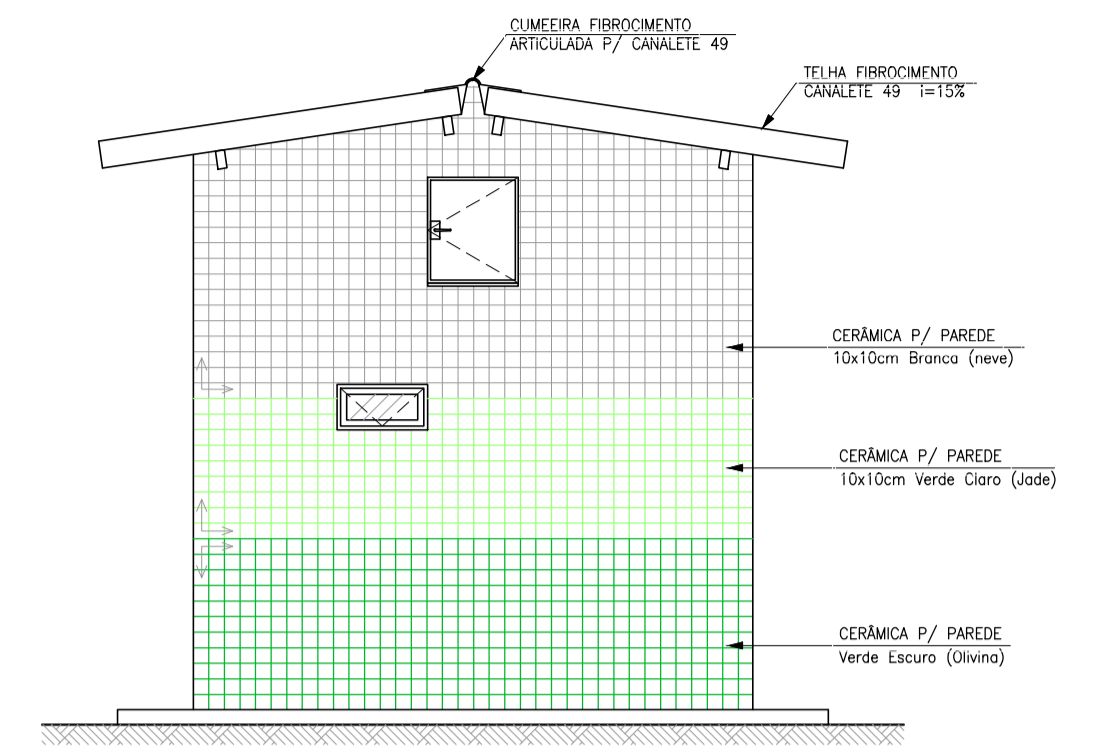 CUMEEIRA FIBROCIMENTO
ARTICULADA P/ CANALETE 49
TELHA FIBROCIMENTO
CANALETE 49 i=15%
CERÂMICA P/ PAREDE
10x10cm Branca (neve)
CERÂMICA P/ PAREDE
10x10cm Verde Claro (Jade)
CERÂMICA P/ PAREDE
Verde Escuro (Olivina)